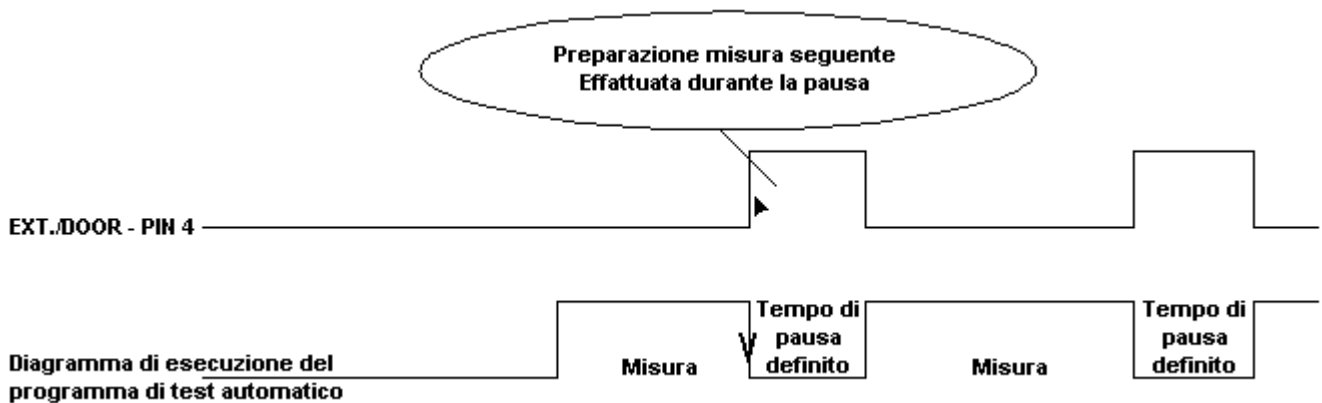 Preparazione misura seguente
Effattuata durante la pausa
EXT./DOOR - PIN 4
Tempo di
pausa
definito
Tempo di
pausa
definito
Misura
Misura
Diagramma di esecuzione del
programma di test automatico